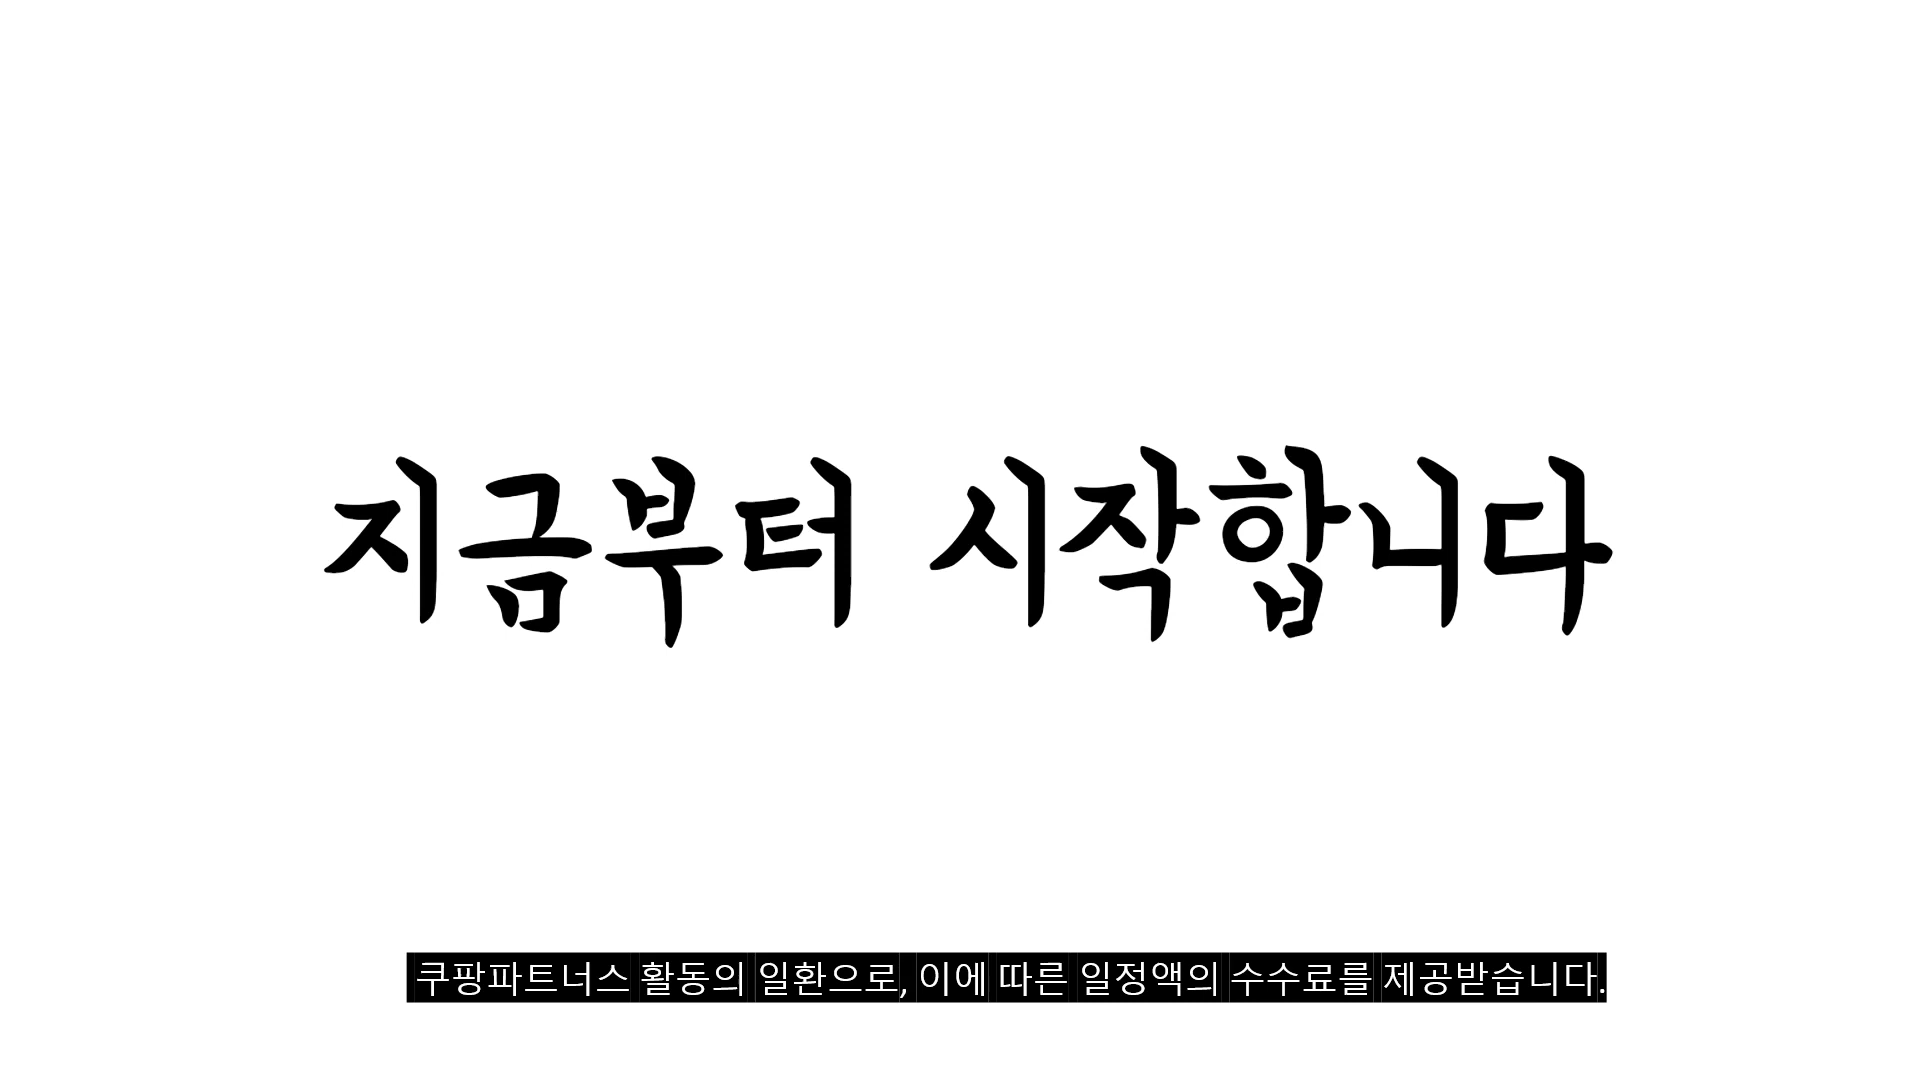 지금부터 시작합니다
쿠팡파트너스 활동의 일환으로, 이에 따른 일정액의 수수료를 제공받습니다.